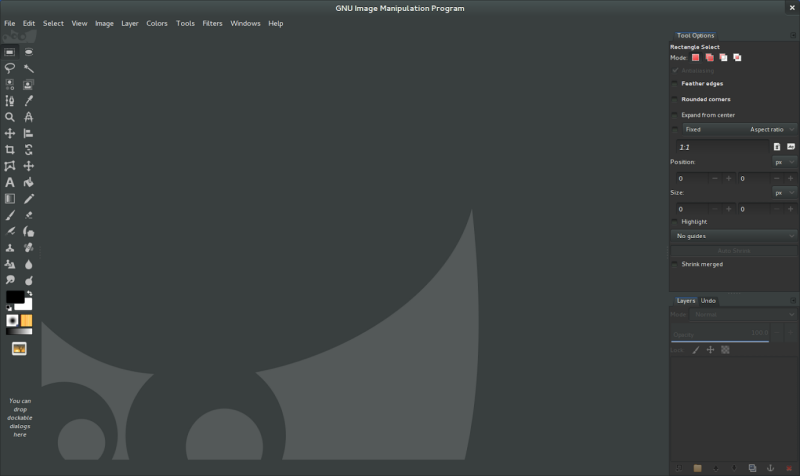 GNU Image Manipulation Program
File Edit Select View Image Layer Colors Tools Filters Windows Help
Tool Options
Rectangle Select
Mode:
Antialiasing
Feather edges
Rounded corners
Expand from center
Fixed Aspect ratio
1:1
Position: px
0 0
Size: px
0 0
Highlight
No guides
Auto Shrink
Shrink merged
Layers Undo
Mode: Normal
Opacity 100.0
Lock:
You can
drop
dockable
dialogs
here